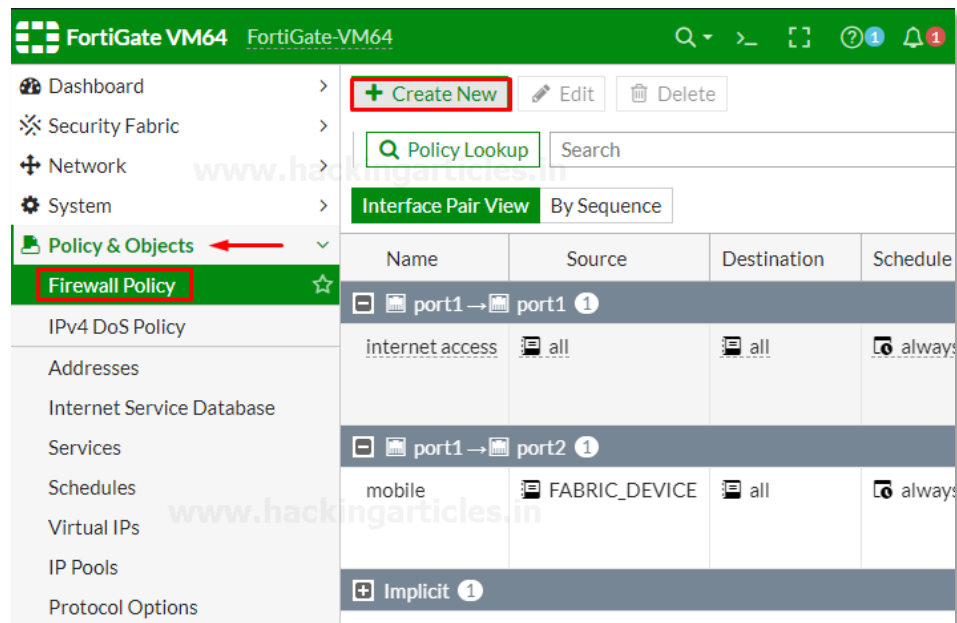 FortiGate VM64 FortiGate-VM64 >_ 1 1
Dashboard
Security Fabric
Network
System
Policy & Objects
Firewall Policy
IPv4 DoS Policy
Addresses
Internet Service Database
Services
Schedules
Virtual IPs
IP Pools
Protocol Options
+ Create New Edit Delete
Policy Lookup Search
Interface Pair View By Sequence
Name Source Destination Schedule
port1 → port1 1
internet access all all always
port1 → port2 1
mobile FABRIC_DEVICE all always
Implicit 1
www.hackingarticles.in
www.hackingarticles.in